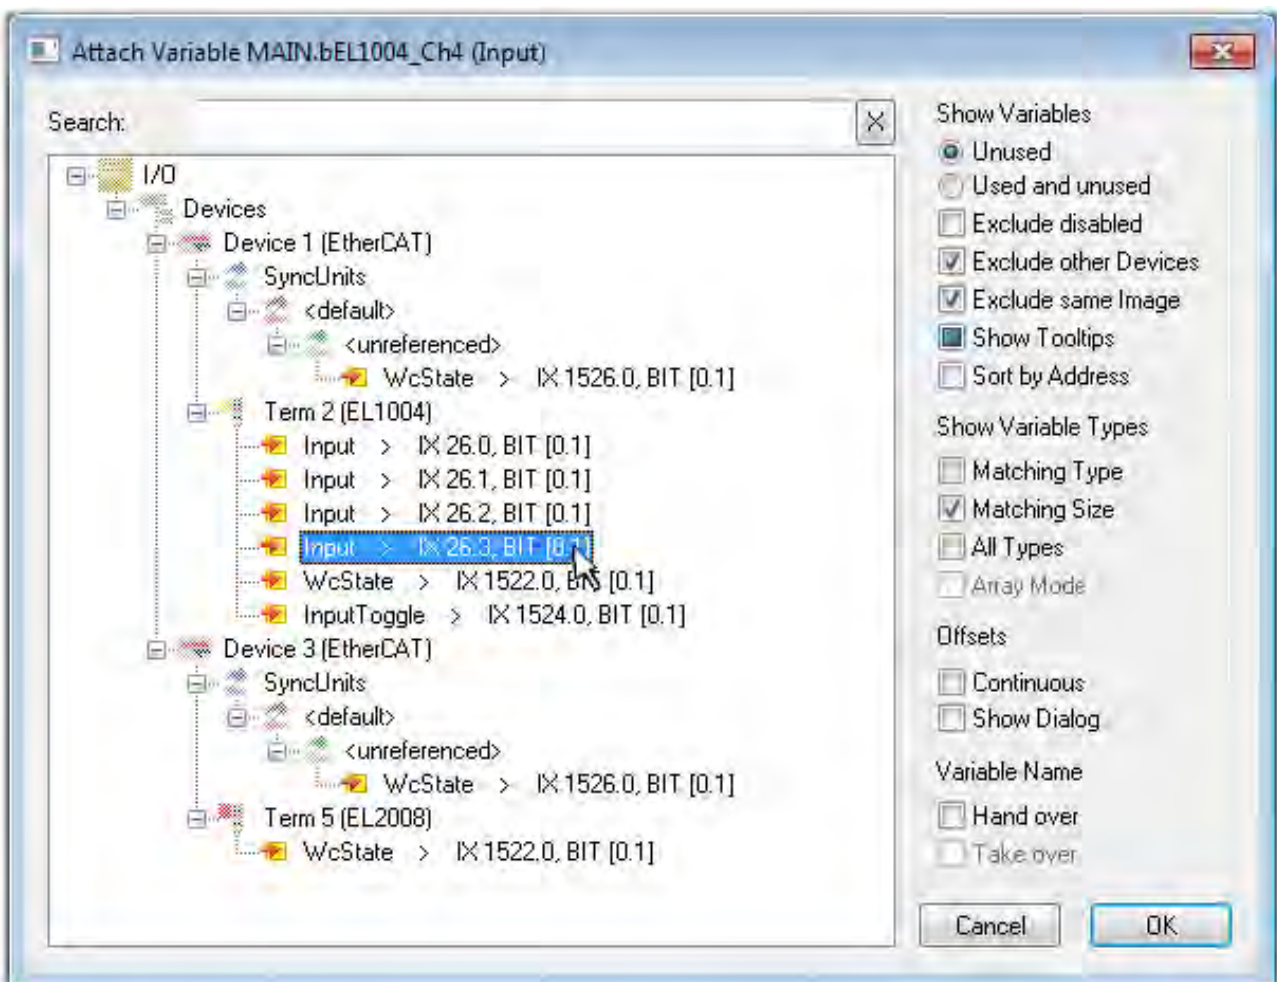 Attach Variable MAIN.bEL1004_Ch4 (Input)
Search:
I/O
Devices
Device 1 (EtherCAT)
SyncUnits
<default>
<unreferenced>
WcState > IX 1526.0, BIT [0.1]
Term 2 (EL1004)
Input > IX 26.0, BIT [0.1]
Input > IX 26.1, BIT [0.1]
Input > IX 26.2, BIT [0.1]
Input > IX 26.3, BIT [0.1]
WcState > IX 1522.0, BIT [0.1]
InputToggle > IX 1524.0, BIT [0.1]
Device 3 (EtherCAT)
SyncUnits
<default>
<unreferenced>
WcState > IX 1526.0, BIT [0.1]
Term 5 (EL2008)
WcState > IX 1522.0, BIT [0.1]
Show Variables
Unused
Used and unused
Exclude disabled
Exclude other Devices
Exclude same Image
Show Tooltips
Sort by Address
Show Variable Types
Matching Type
Matching Size
All Types
Array Mode
Offsets
Continuous
Show Dialog
Variable Name
Hand over
Take over
Cancel
OK